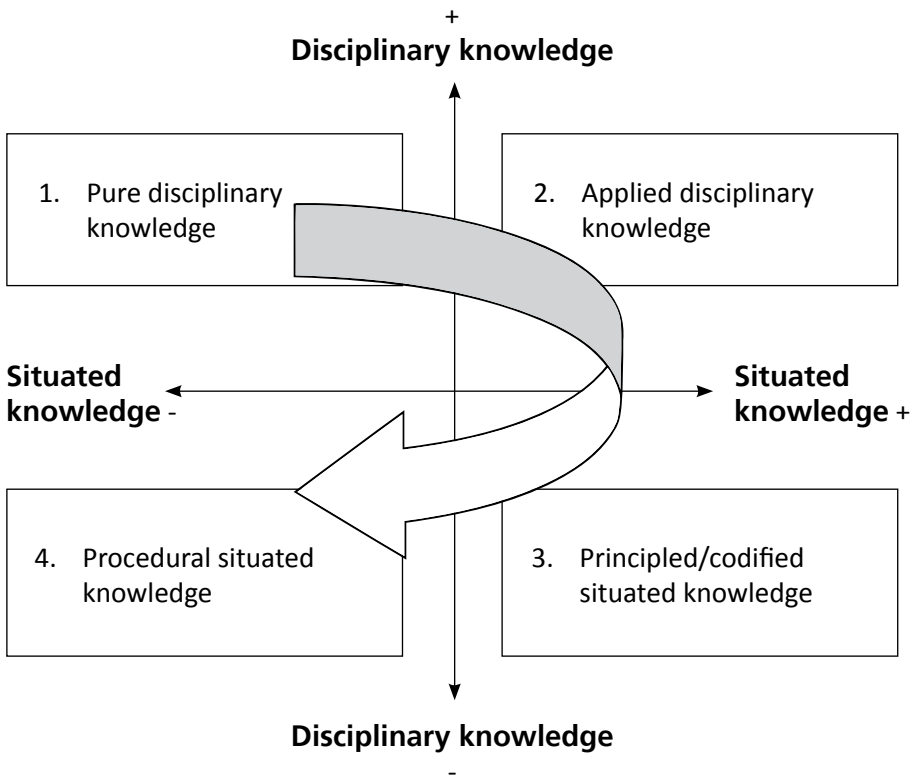 +
Disciplinary knowledge
1. Pure disciplinary
knowledge
2. Applied disciplinary
knowledge
Situated
knowledge -
Situated
knowledge +
4. Procedural situated
knowledge
3. Principled/codified
situated knowledge
Disciplinary knowledge
-